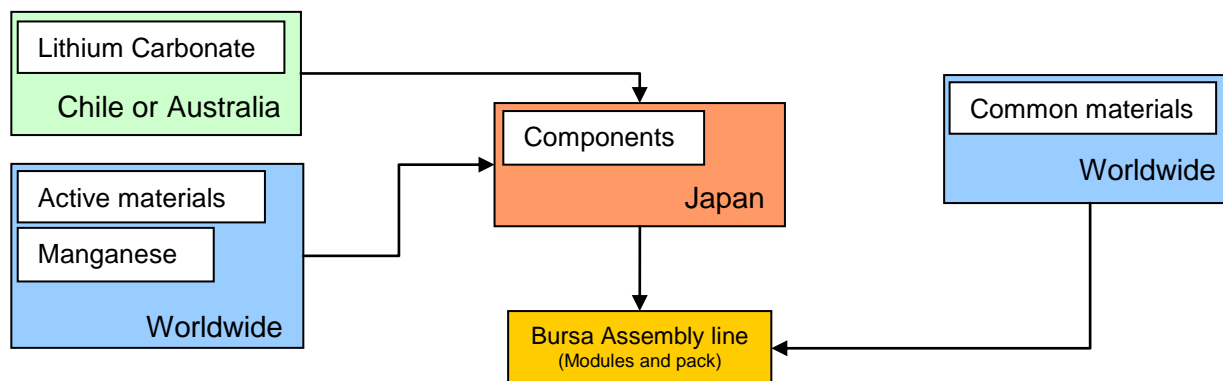 Lithium Carbonate
Chile or Australia
Active materials
Manganese
Worldwide
Components
Japan
Common materials
Worldwide
Bursa Assembly line
(Modules and pack)